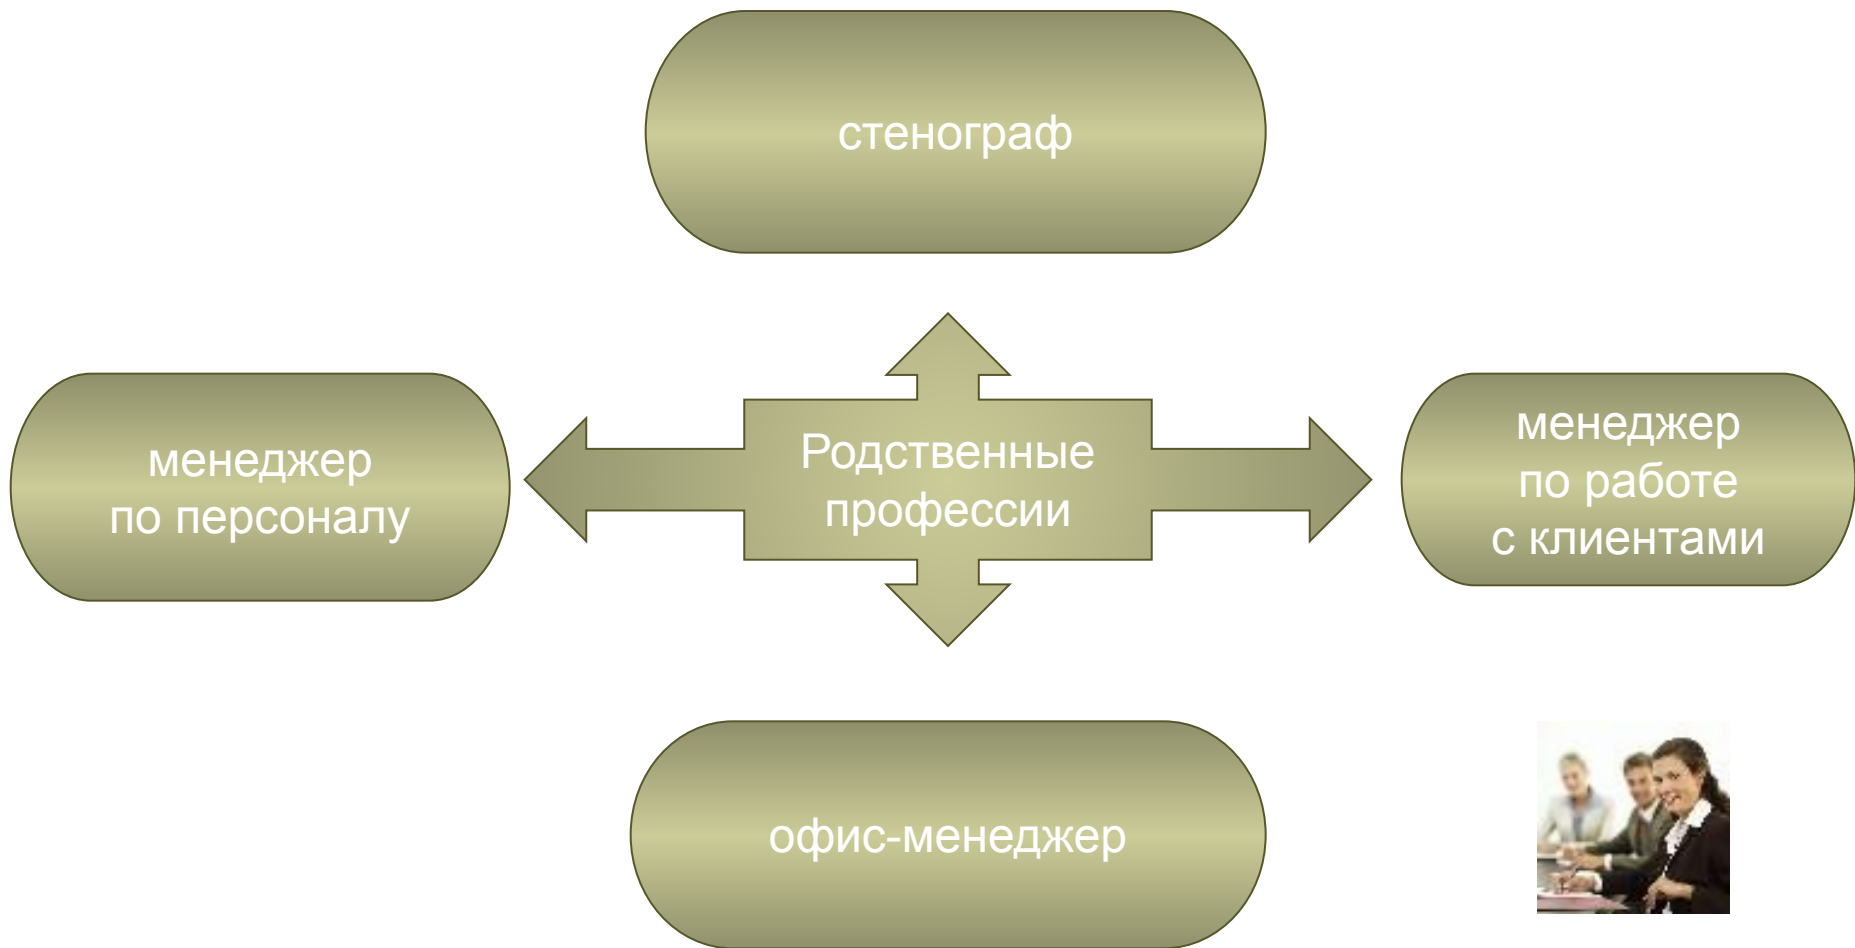 стенограф
менеджер
по персоналу
Родственные
профессии
менеджер
по работе
с клиентами
офис-менеджер